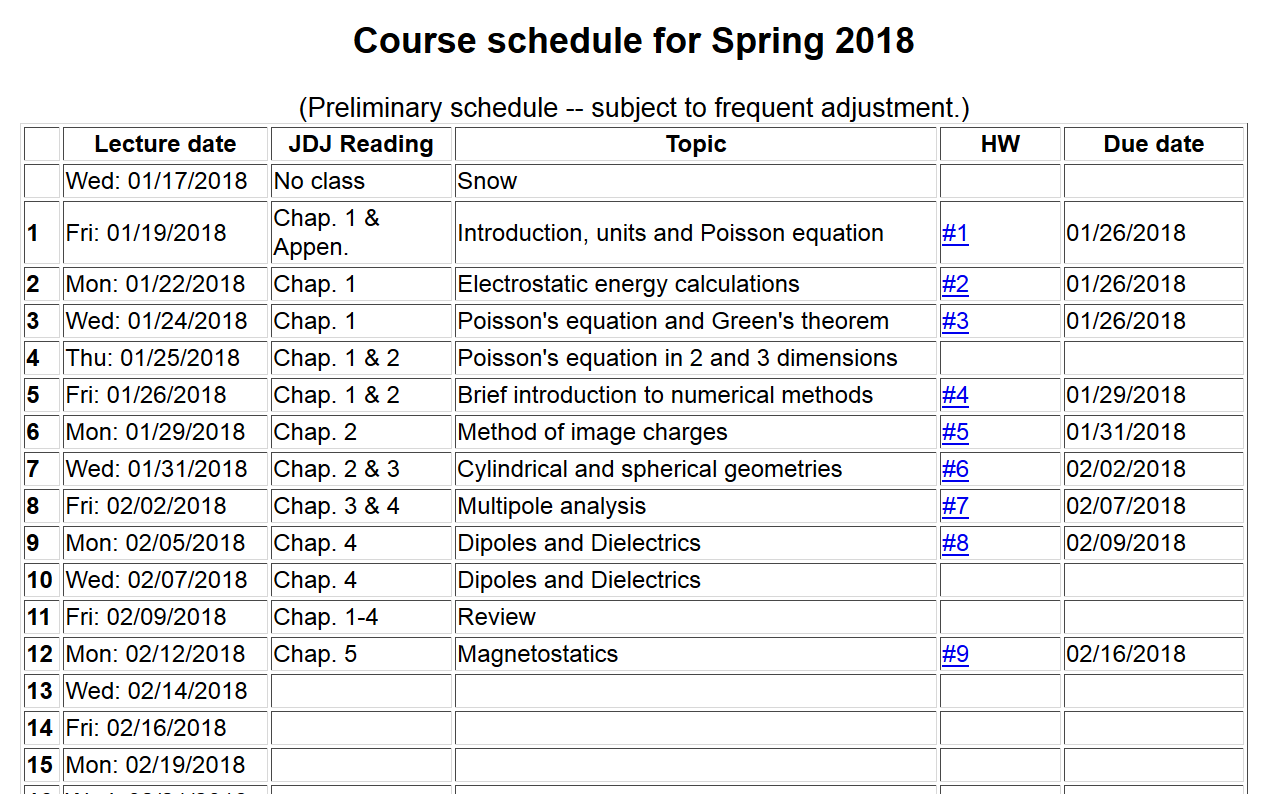 Course schedule for Spring 2018
(Preliminary schedule -- subject to frequent adjustment.)
Lecture date JDJ Reading Topic HW Due date
Wed: 01/17/2018 No class Snow
1 Fri: 01/19/2018 Chap. 1 & Appen. Introduction, units and Poisson equation #1 01/26/2018
2 Mon: 01/22/2018 Chap. 1 Electrostatic energy calculations #2 01/26/2018
3 Wed: 01/24/2018 Chap. 1 Poisson's equation and Green's theorem #3 01/26/2018
4 Thu: 01/25/2018 Chap. 1 & 2 Poisson's equation in 2 and 3 dimensions
5 Fri: 01/26/2018 Chap. 1 & 2 Brief introduction to numerical methods #4 01/29/2018
6 Mon: 01/29/2018 Chap. 2 Method of image charges #5 01/31/2018
7 Wed: 01/31/2018 Chap. 2 & 3 Cylindrical and spherical geometries #6 02/02/2018
8 Fri: 02/02/2018 Chap. 3 & 4 Multipole analysis #7 02/07/2018
9 Mon: 02/05/2018 Chap. 4 Dipoles and Dielectrics #8 02/09/2018
10 Wed: 02/07/2018 Chap. 4 Dipoles and Dielectrics
11 Fri: 02/09/2018 Chap. 1-4 Review
12 Mon: 02/12/2018 Chap. 5 Magnetostatics #9 02/16/2018
13 Wed: 02/14/2018
14 Fri: 02/16/2018
15 Mon: 02/19/2018